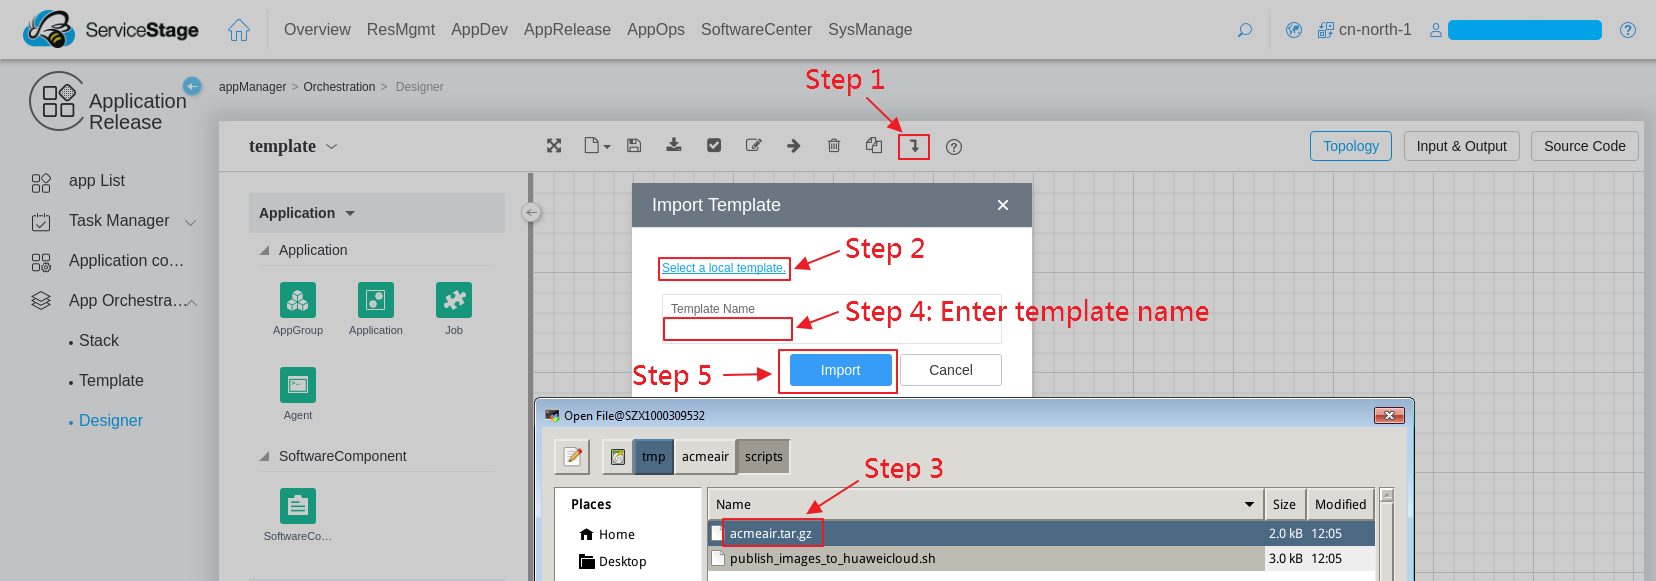 ServiceStage
Overview ResMgmt AppDev AppRelease AppOps SoftwareCenter SysManage
cn-north-1
Application
Release
appManager > Orchestration > Designer
Step 1
template
Topology
Input & Output
Source Code
app List
Task Manager
Application co...
App Orchestra...
Stack
Template
Designer
Application
Application
AppGroup
Application
Job
Agent
SoftwareComponent
SoftwareCo...
Import Template
Step 2
Select a local template.
Template Name
Step 4: Enter template name
Step 5
Import
Cancel
Open File@SZX1000309532
tmp acmeair scripts
Step 3
Places
Home
Desktop
Name Size Modified
acmeair.tar.gz 2.0 kB 12:05
publish_images_to_huaweicloud.sh 3.0 kB 12:05